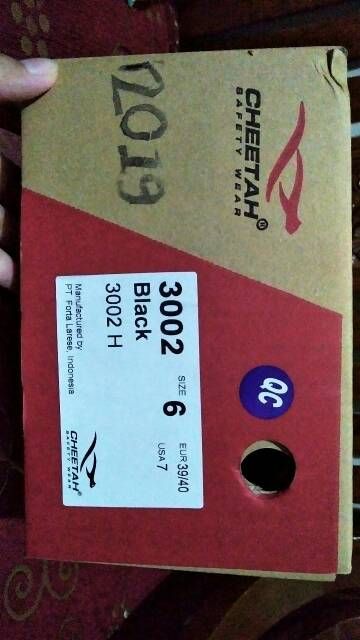 2019
CHEETAH®
SAFETY WEAR
3002 SIZE 6 EUR 39/40
Black USA 7
3002 H
Manufactured by
PT. Forta Larese, Indonesia
CHEETAH®
SAFETY WEAR
QC